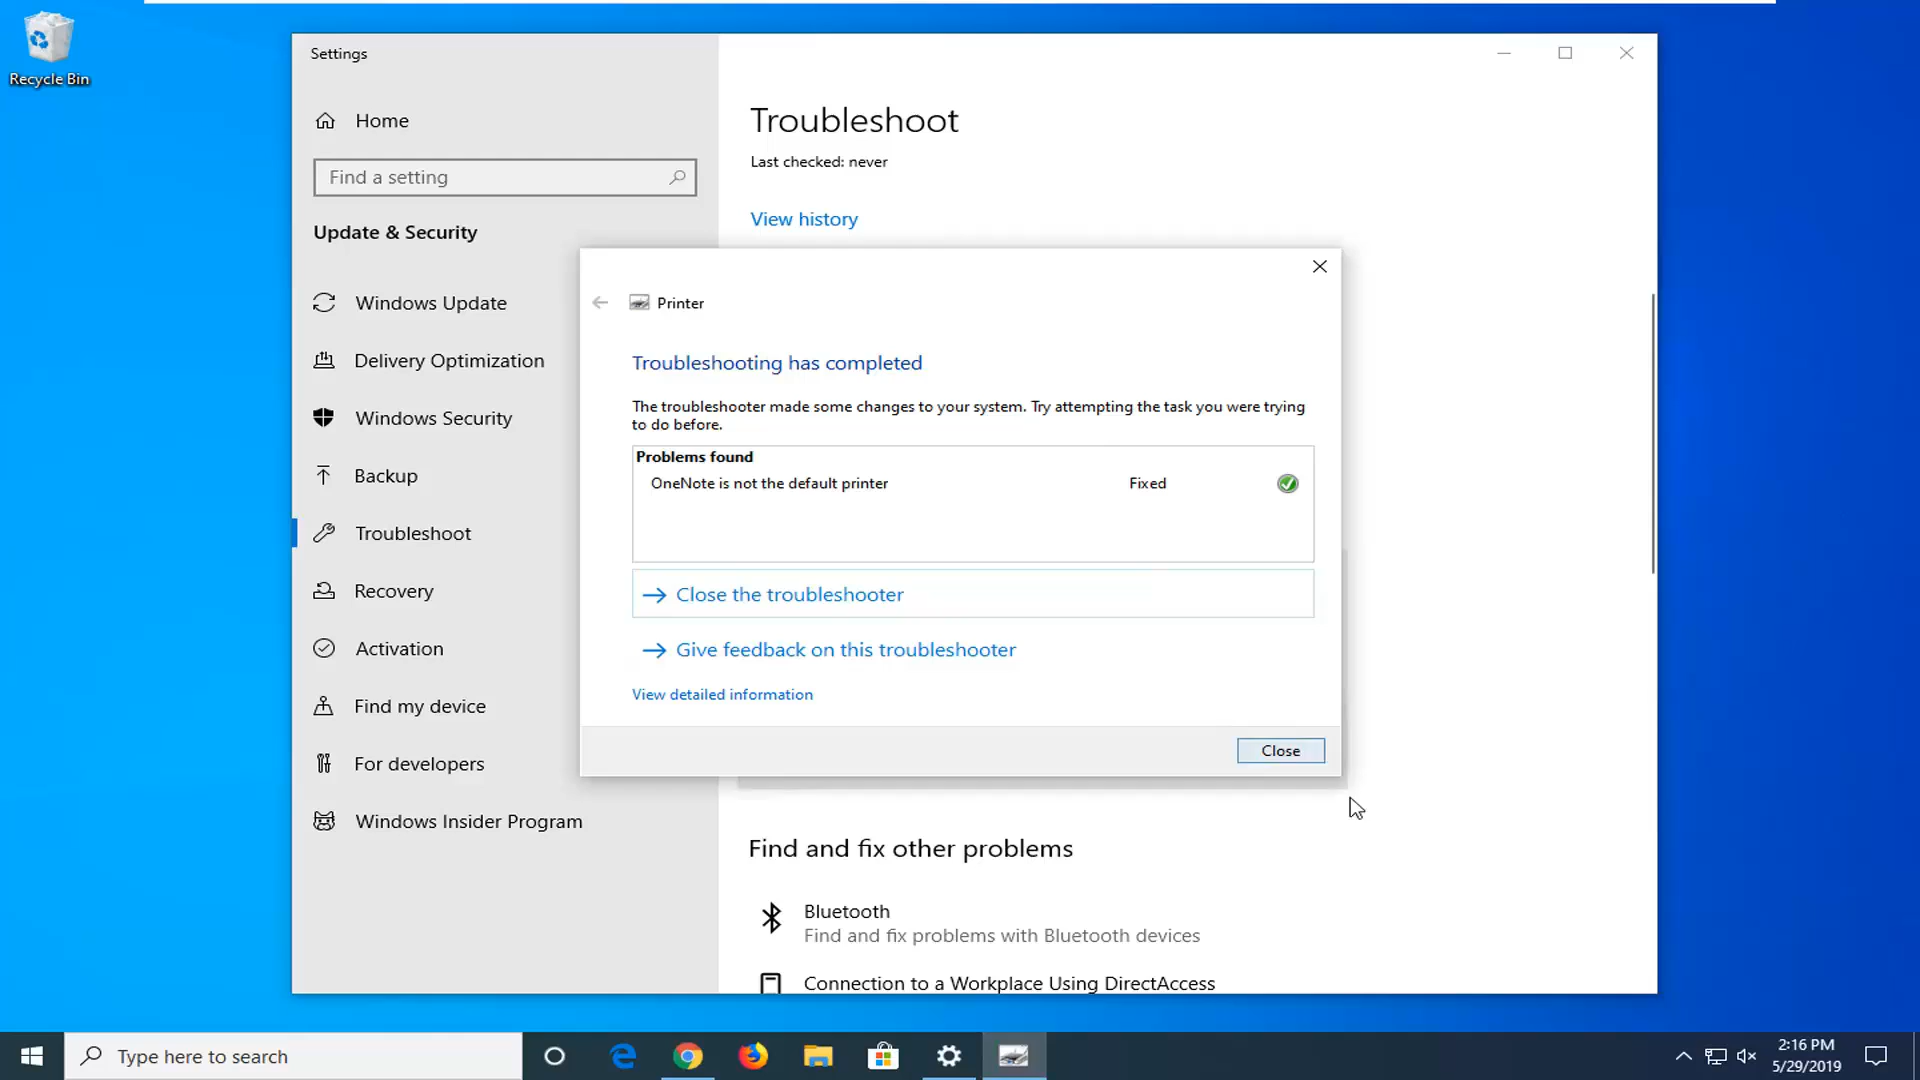 Recycle Bin
Settings
Home
Find a setting
Update & Security
Windows Update
Delivery Optimization
Windows Security
Backup
Troubleshoot
Recovery
Activation
Find my device
For developers
Windows Insider Program
Troubleshoot
Last checked: never
View history
Printer
Troubleshooting has completed
The troubleshooter made some changes to your system. Try attempting the task you were trying
to do before.
Problems found
OneNote is not the default printer Fixed
Close the troubleshooter
Give feedback on this troubleshooter
View detailed information
Close
Find and fix other problems
Bluetooth
Find and fix problems with Bluetooth devices
Connection to a Workplace Using DirectAccess
Type here to search
2:16 PM
5/29/2019